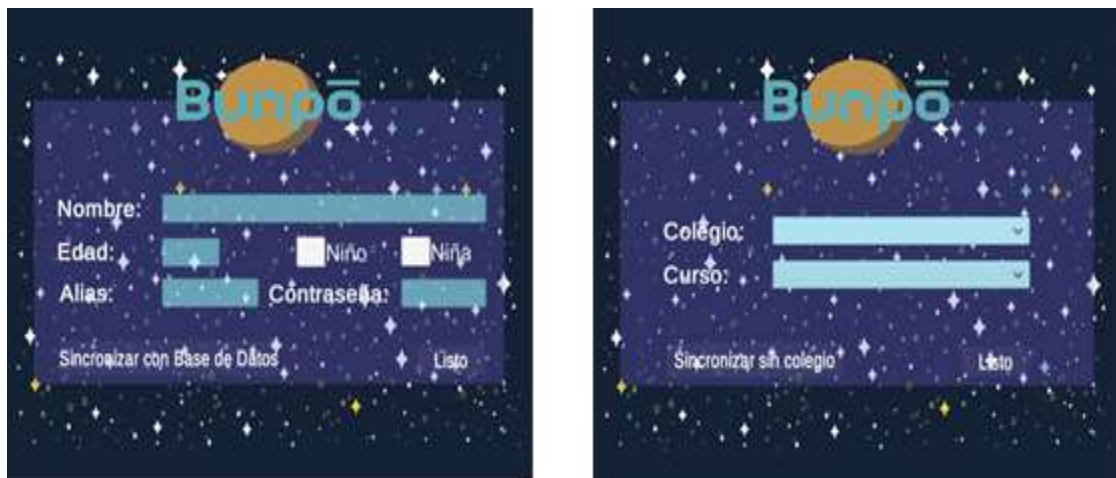 Bunpō
Nombre:
Edad: Niño Niña
Alias: Contraseña:
Sincronizar con Base de Datos Listo
Bunpō
Colegio:
Curso:
Sincronizar sin colegio Listo